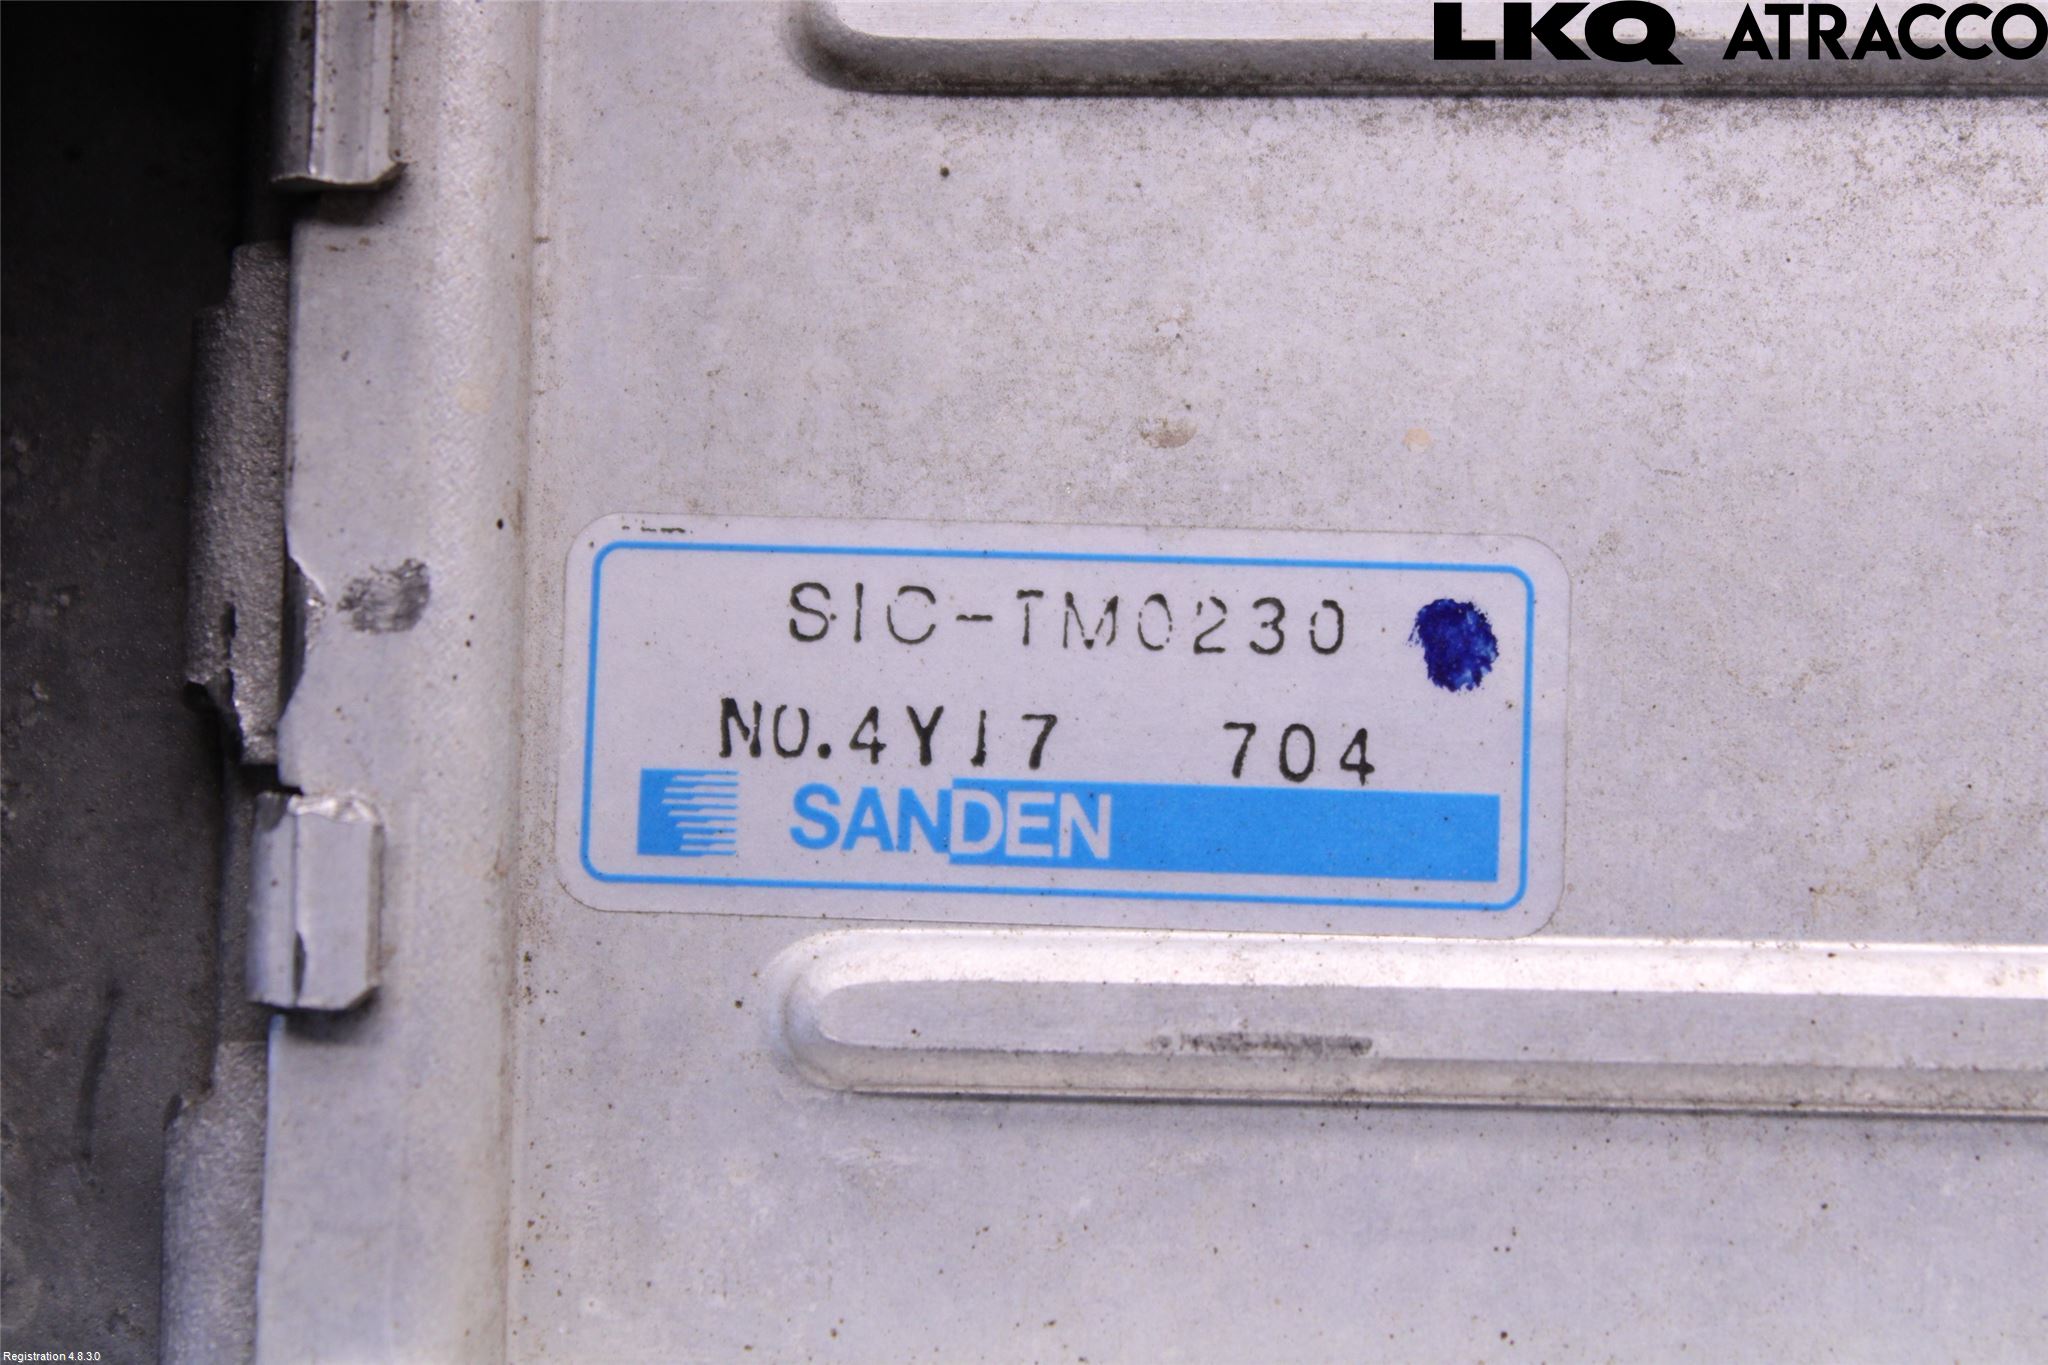 LKQ ATRACCO
SIC-TM0230
NO.4Y17 704
SANDEN
Registration 4.8.3.0